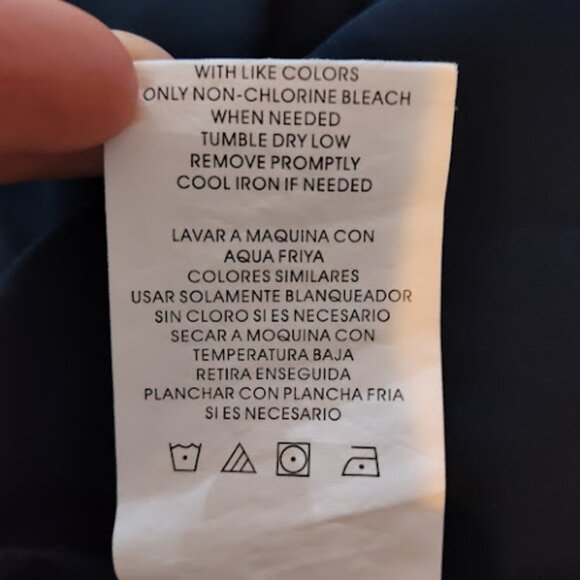 WITH LIKE COLORS
ONLY NON-CHLORINE BLEACH
WHEN NEEDED
TUMBLE DRY LOW
REMOVE PROMPTLY
COOL IRON IF NEEDED
LAVAR A MAQUINA CON
AQUA FRIYA
COLORES SIMILARES
USAR SOLAMENTE BLANQUEADOR
SIN CLORO SI ES NECESARIO
SECAR A MOQUINA CON
TEMPERATURA BAJA
RETIRA ENSEGUIDA
PLANCHAR CON PLANCHA FRIA
SI ES NECESARIO